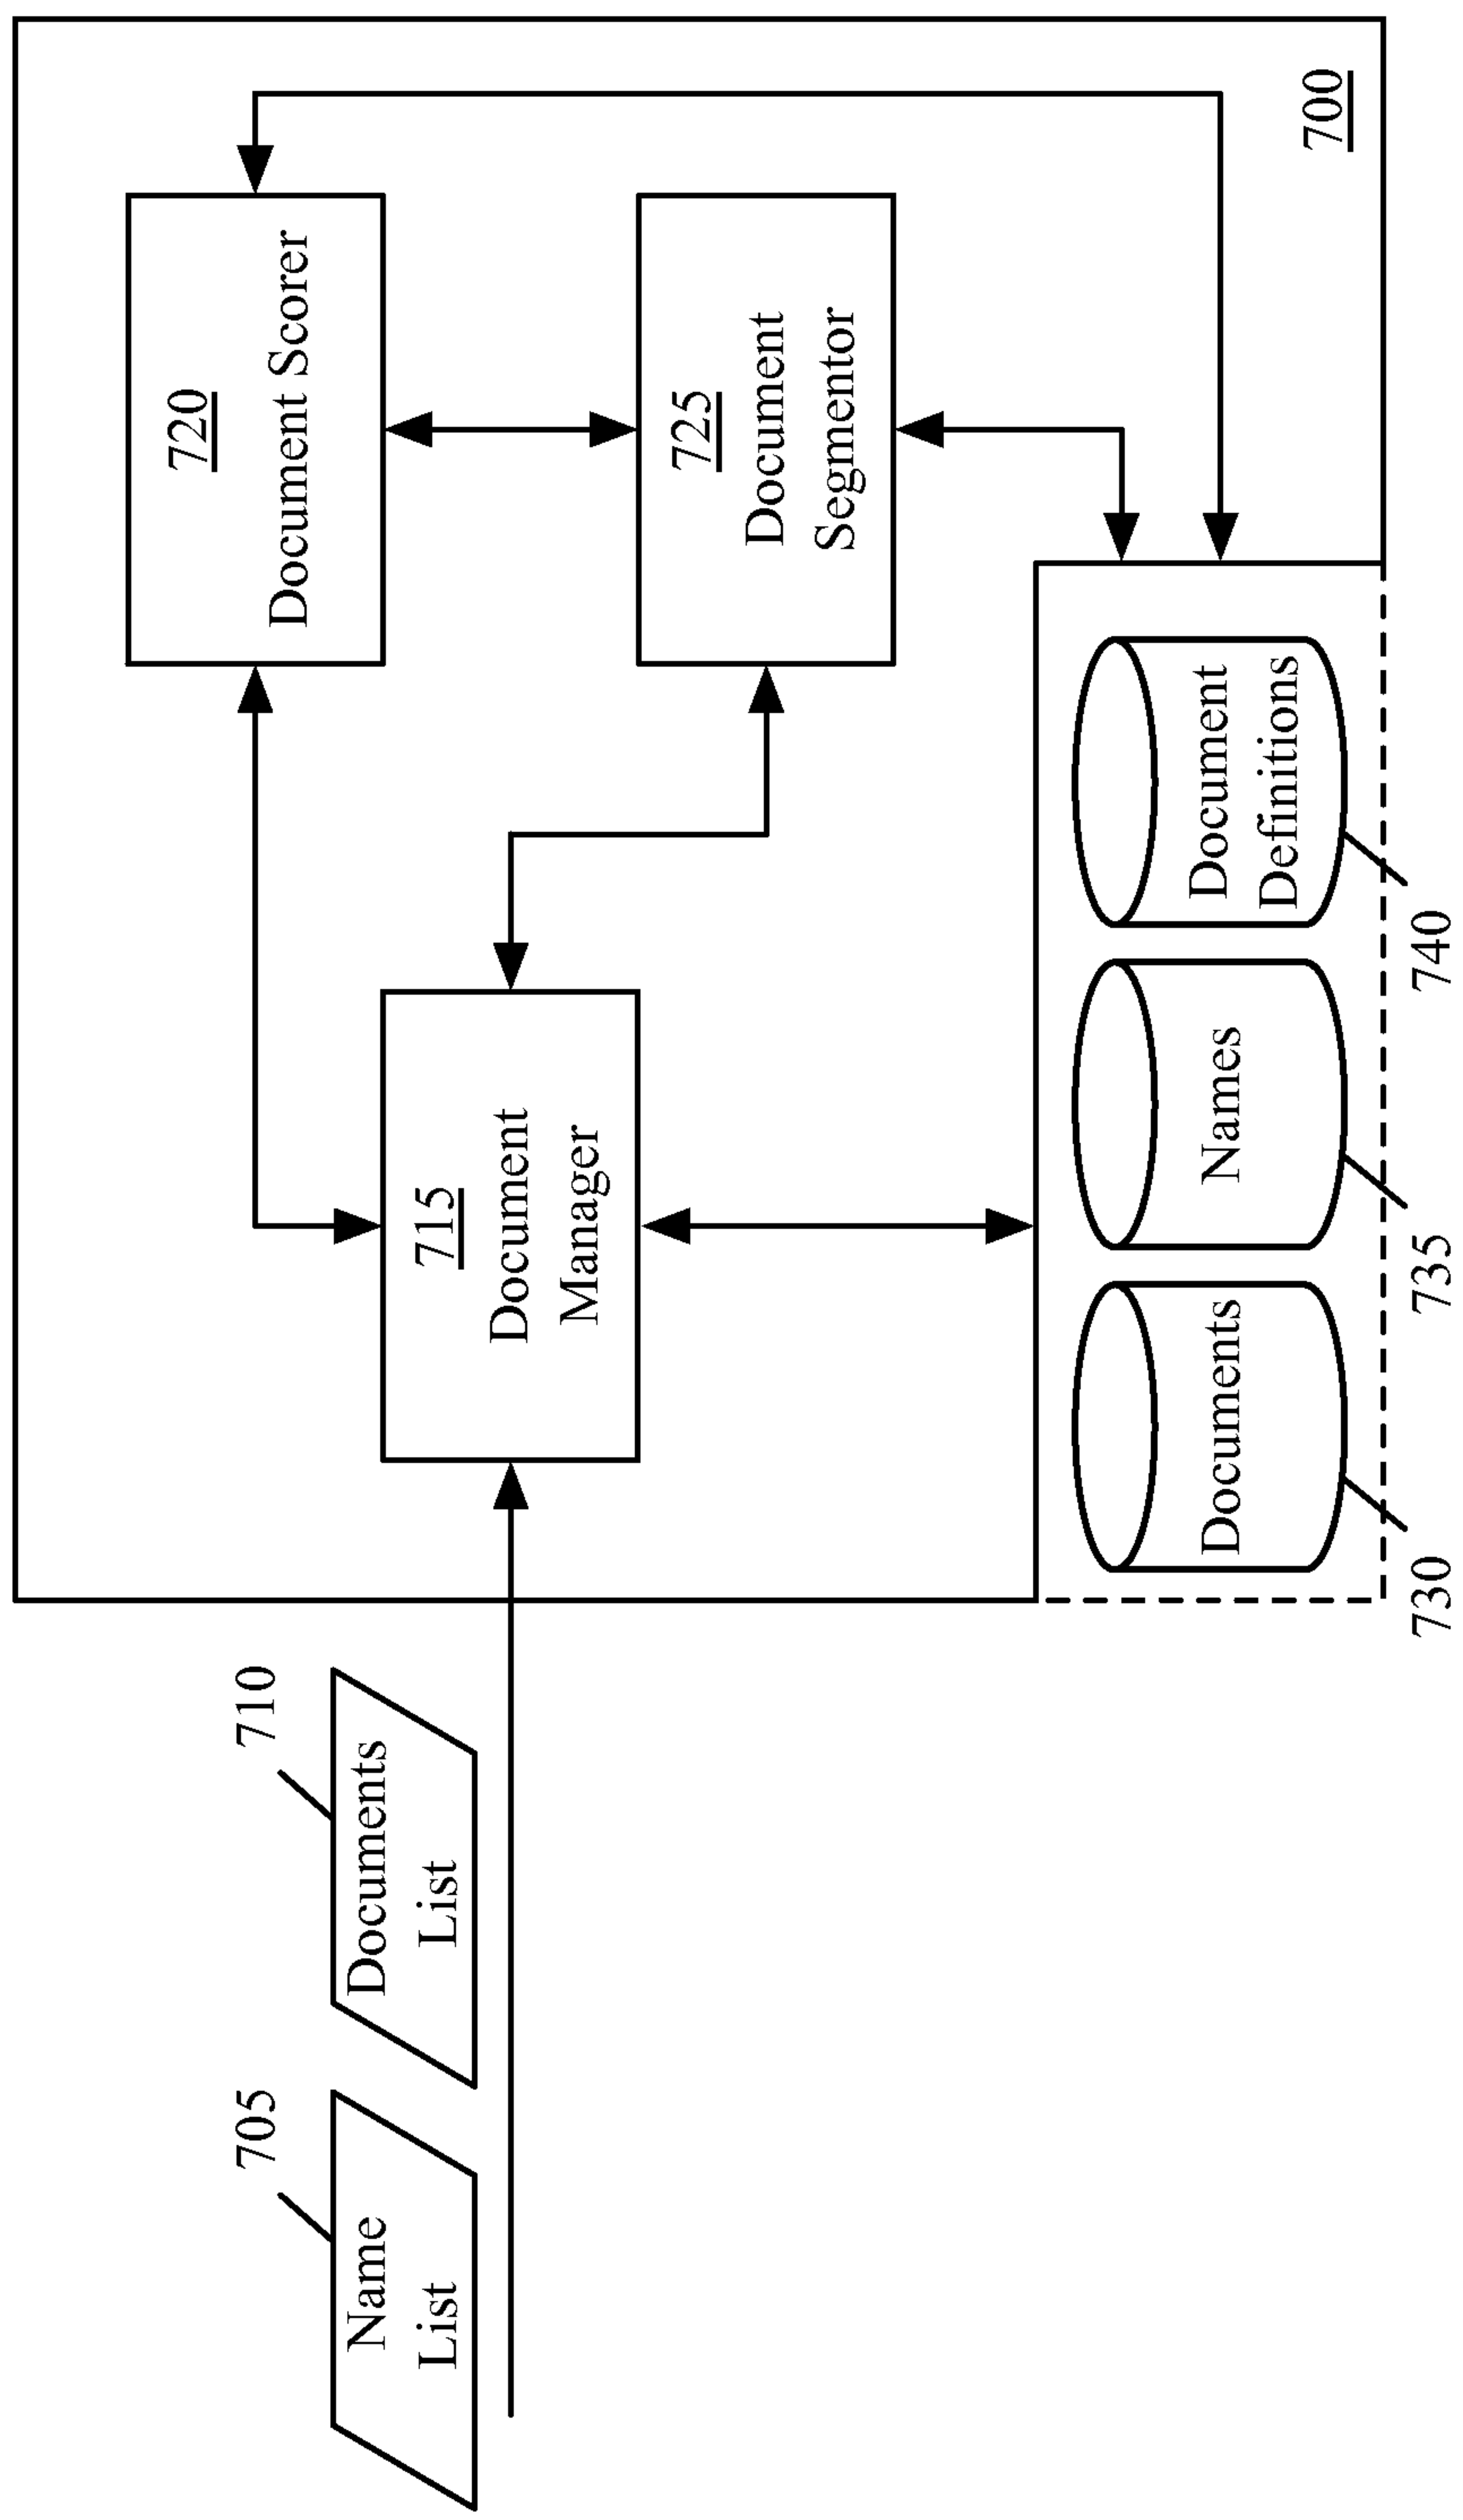 705
Name
List
710
Documents
List
715
Document
Manager
720
Document Scorer
725
Document
Segmentor
Documents
Names
Document
Definitions
730
735
740
700